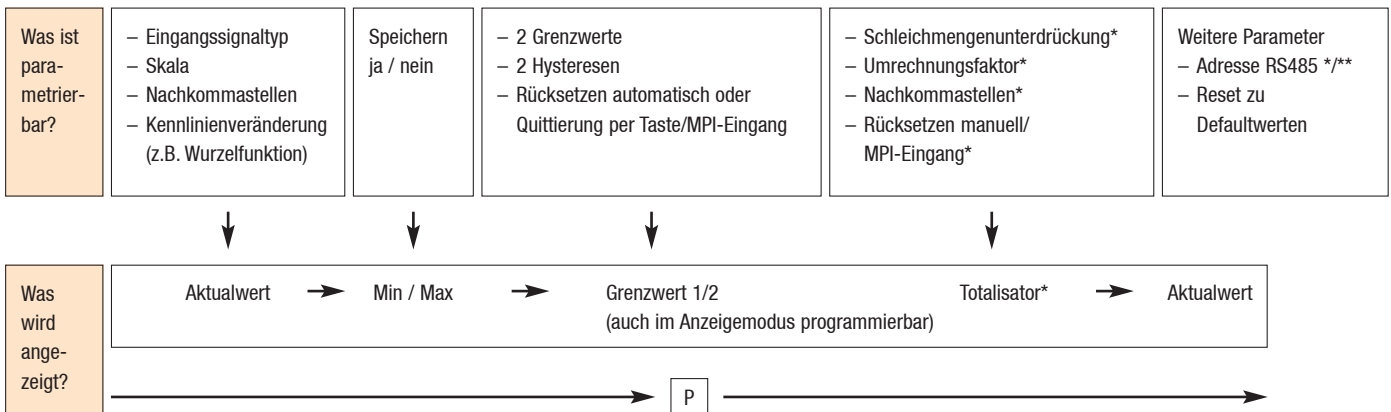 Was ist
para-
metrier-
bar?
– Eingangssignaltyp
– Skala
– Nachkommastellen
– Kennlinienveränderung
(z.B. Wurzelfunktion)
Speichern
ja / nein
– 2 Grenzwerte
– 2 Hysteresen
– Rücksetzen automatisch oder
Quittierung per Taste/MPI-Eingang
– Schleichmengenunterdrückung*
– Umrechnungsfaktor*
– Nachkommastellen*
– Rücksetzen manuell/
MPI-Eingang*
Weitere Parameter
– Adresse RS485 */**
– Reset zu
Defaultwerten
Was
wird
ange-
zeigt?
Aktualwert
Min / Max
Grenzwert 1/2
(auch im Anzeigemodus programmierbar)
Totalisator*
Aktualwert
P